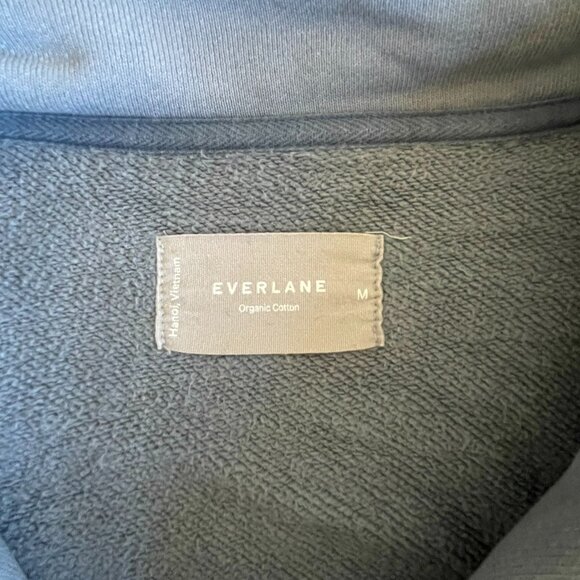 EVERLANE
Organic Cotton
M
Hanoi, Vietnam